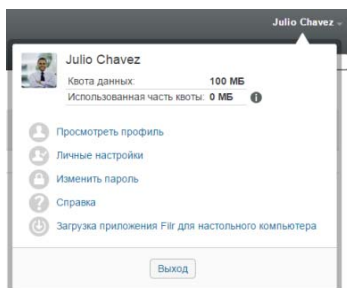 Julio Chavez
Julio Chavez
Квота данных: 100 МБ
Использованная часть квоты: 0 МБ
Просмотреть профиль
Личные настройки
Изменить пароль
Справка
Загрузка приложения Filr для настольного компьютера
Выход